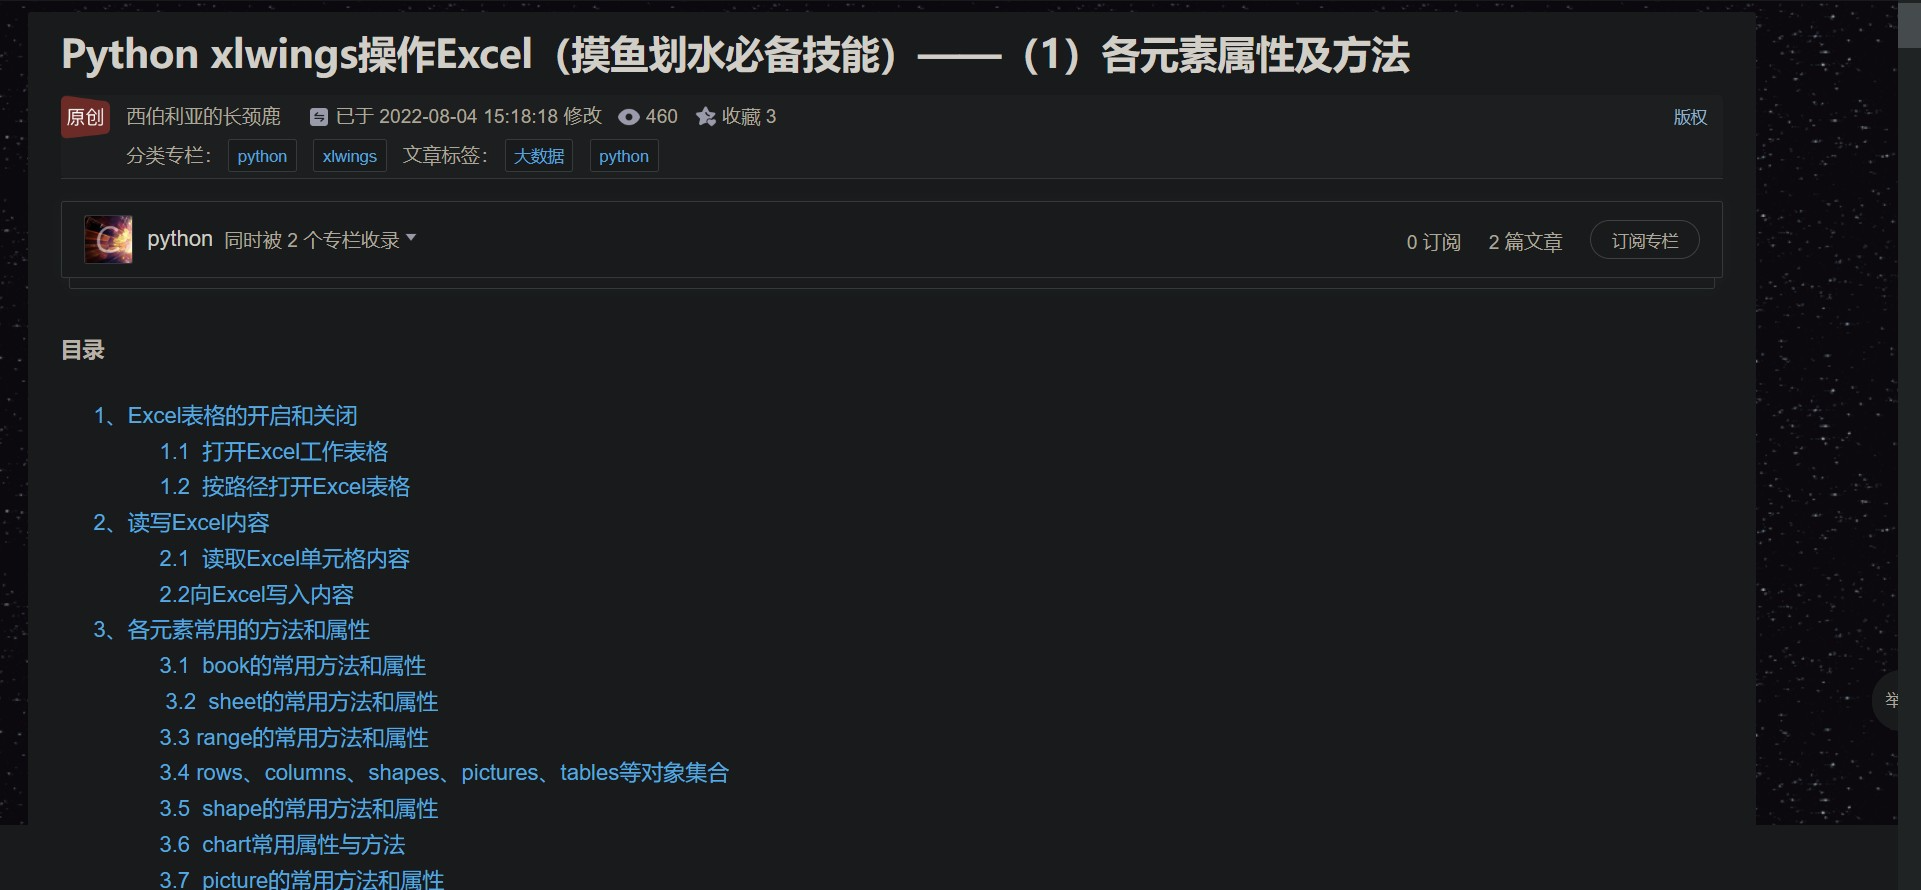 Python xlwings操作Excel（摸鱼划水必备技能）——（1）各元素属性及方法
原创 西伯利亚的长颈鹿 已于 2022-08-04 15:18:18 修改 460 收藏 3 版权
分类专栏： python xlwings 文章标签： 大数据 python
python 同时被 2 个专栏收录 0 订阅 2 篇文章 订阅专栏
目录
1、Excel表格的开启和关闭
1.1 打开Excel工作表格
1.2 按路径打开Excel表格
2、读写Excel内容
2.1 读取Excel单元格内容
2.2向Excel写入内容
3、各元素常用的方法和属性
3.1 book的常用方法和属性
3.2 sheet的常用方法和属性
举
3.3 range的常用方法和属性
3.4 rows、columns、shapes、pictures、tables等对象集合
3.5 shape的常用方法和属性
3.6 chart常用属性与方法
3.7 picture的常用方法和属性